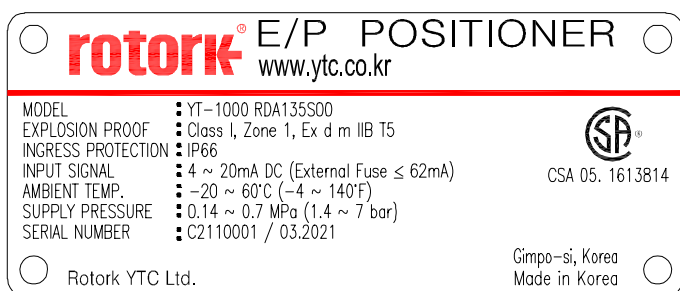 rotork® E/P POSITIONER
www.ytc.co.kr
MODEL : YT-1000 RDA135S00
EXPLOSION PROOF : Class I, Zone 1, Ex d m IIB T5
INGRESS PROTECTION : IP66
INPUT SIGNAL : 4 ~ 20mA DC (External Fuse ≤ 62mA)
AMBIENT TEMP. : -20 ~ 60°C (-4 ~ 140°F)
SUPPLY PRESSURE : 0.14 ~ 0.7 MPa (1.4 ~ 7 bar)
SERIAL NUMBER : C2110001 / 03.2021
SA ®
CSA 05. 1613814
Rotork YTC Ltd.
Gimpo-si, Korea
Made in Korea